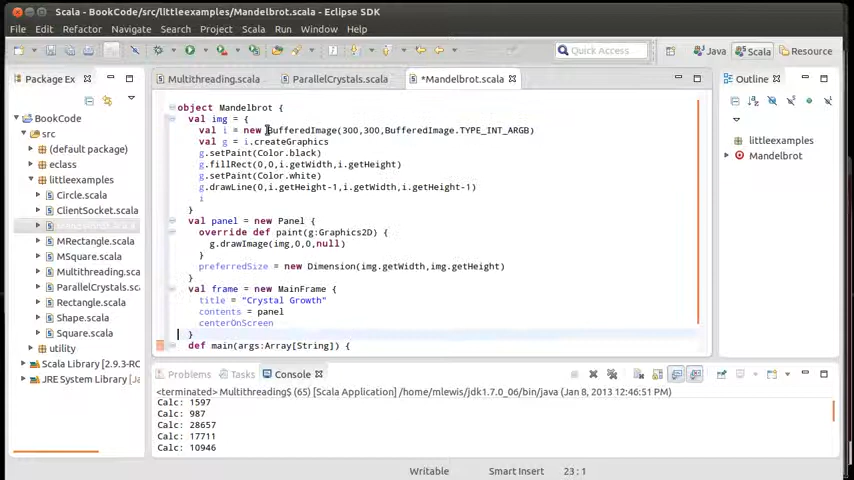 Scala - BookCode/src/littleexamples/Mandelbrot.scala - Eclipse SDK
File Edit Refactor Navigate Search Project Scala Run Window Help
Quick Access
Java
Scala
Resource
Package Ex
Multithreading.scala
ParallelCrystals.scala
*Mandelbrot.scala
Outline
BookCode
src
(default package)
eclass
littleexamples
Circle.scala
ClientSocket.scala
MRectangle.scala
MSquare.scala
Multithreading.sca
ParallelCrystals.sca
Rectangle.scala
Shape.scala
Square.scala
utility
Scala Library [2.9.3-RC
JRE System Library [Jav
object Mandelbrot {
val img = {
val i = new BufferedImage(300,300,BufferedImage.TYPE_INT_ARGB)
val g = i.createGraphics
g.setPaint(Color.black)
g.fillRect(0,0,i.getWidth,i.getHeight)
g.setPaint(Color.white)
g.drawLine(0,i.getHeight-1,i.getWidth,i.getHeight-1)
i
}
val panel = new Panel {
override def paint(g:Graphics2D) {
g.drawImage(img,0,0,null)
}
preferredSize = new Dimension(img.getWidth,img.getHeight)
}
val frame = new MainFrame {
title = "Crystal Growth"
contents = panel
centerOnScreen
}
def main(args:Array[String]) {
littleexamples
Mandelbrot
Problems
Tasks
Console
<terminated> Multithreading$ (65) [Scala Application] /home/mlewis/jdk1.7.0_06/bin/java (Jan 8, 2013 12:46:51 PM)
Calc: 1597
Calc: 987
Calc: 28657
Calc: 17711
Calc: 10946
Writable
Smart Insert
23 : 1